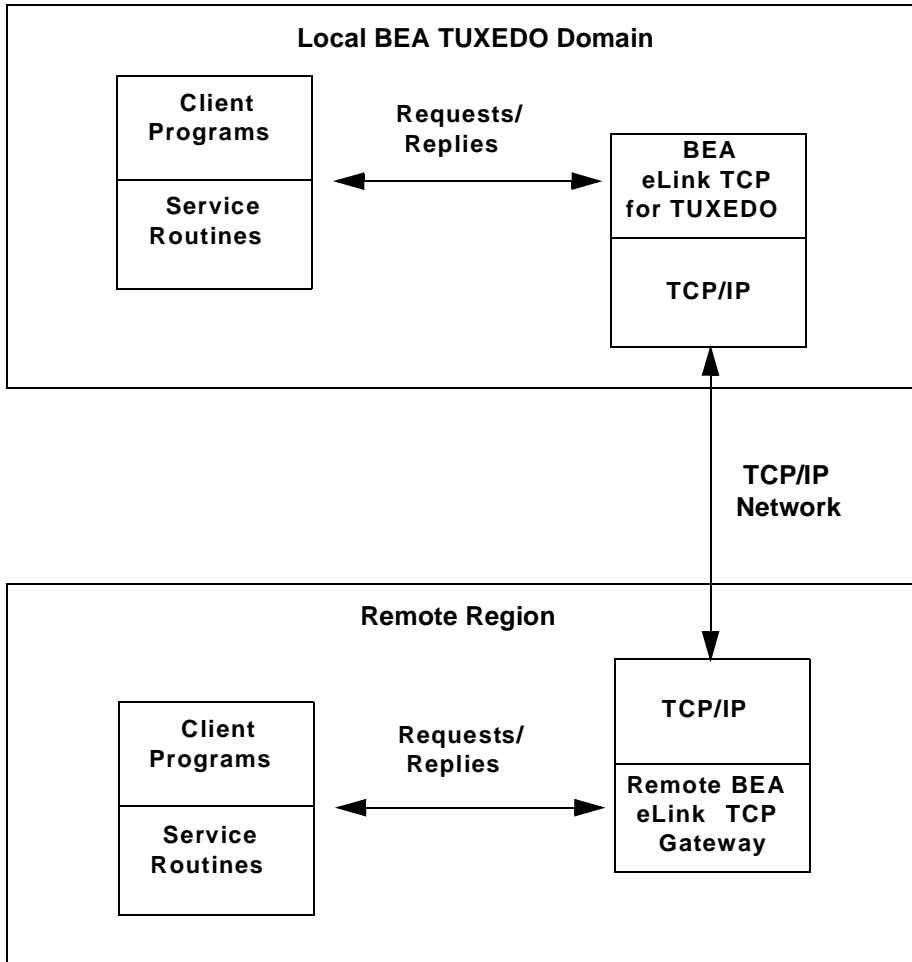 Local BEA TUXEDO Domain
Client
Programs
Service
Routines
Requests/
Replies
BEA
eLink TCP
for TUXEDO
TCP/IP
TCP/IP
Network
Remote Region
Client
Programs
Service
Routines
Requests/
Replies
TCP/IP
Remote BEA
eLink TCP
Gateway